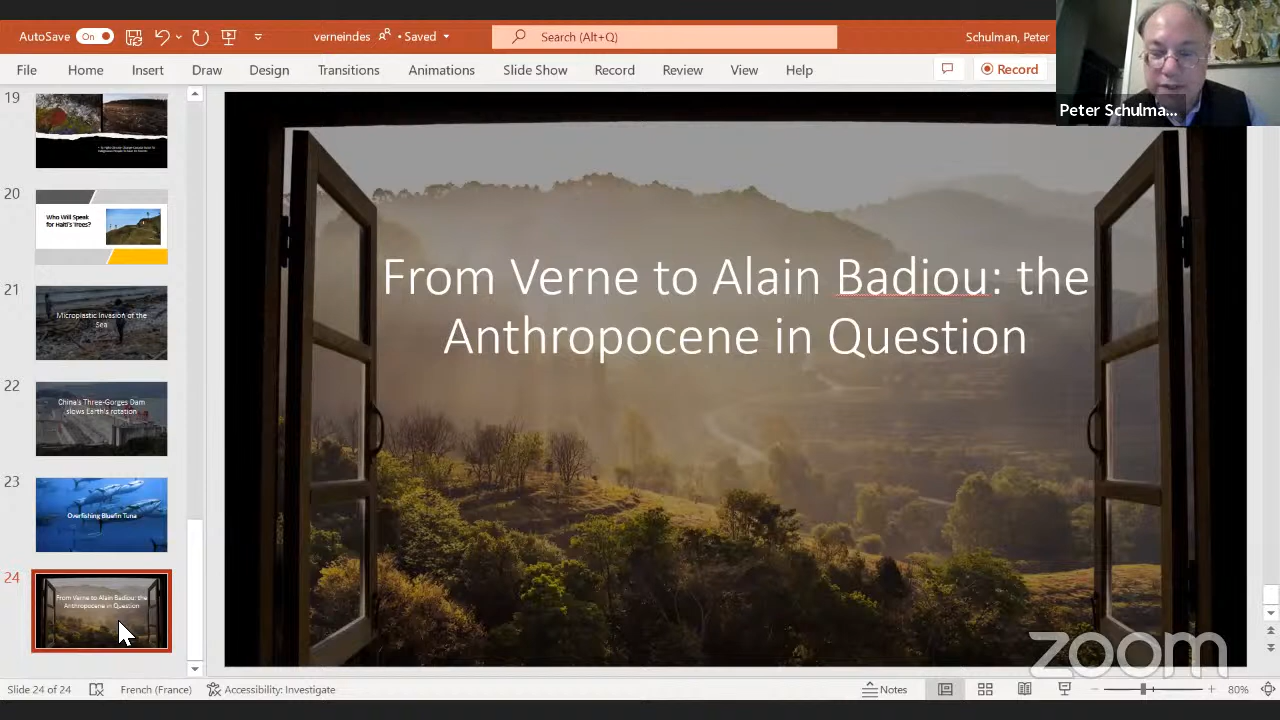 AutoSave On
verneindes
• Saved
Search (Alt+Q)
Schulman, Peter
File Home Insert Draw Design Transitions Animations Slide Show Record Review View Help
Record
Peter Schulma...
19
20
Who Will Speak
for Haiti's Trees?
21
Microplastic Invasion of the
Sea
22
China's Three-Gorges Dam
slows Earth's rotation
23
Overfishing Bluefin Tuna
24
From Verne to Alain Badiou: the
Anthropocene in Question
From Verne to Alain Badiou: the
Anthropocene in Question
zoom
Slide 24 of 24
French (France)
Accessibility: Investigate
Notes
80%